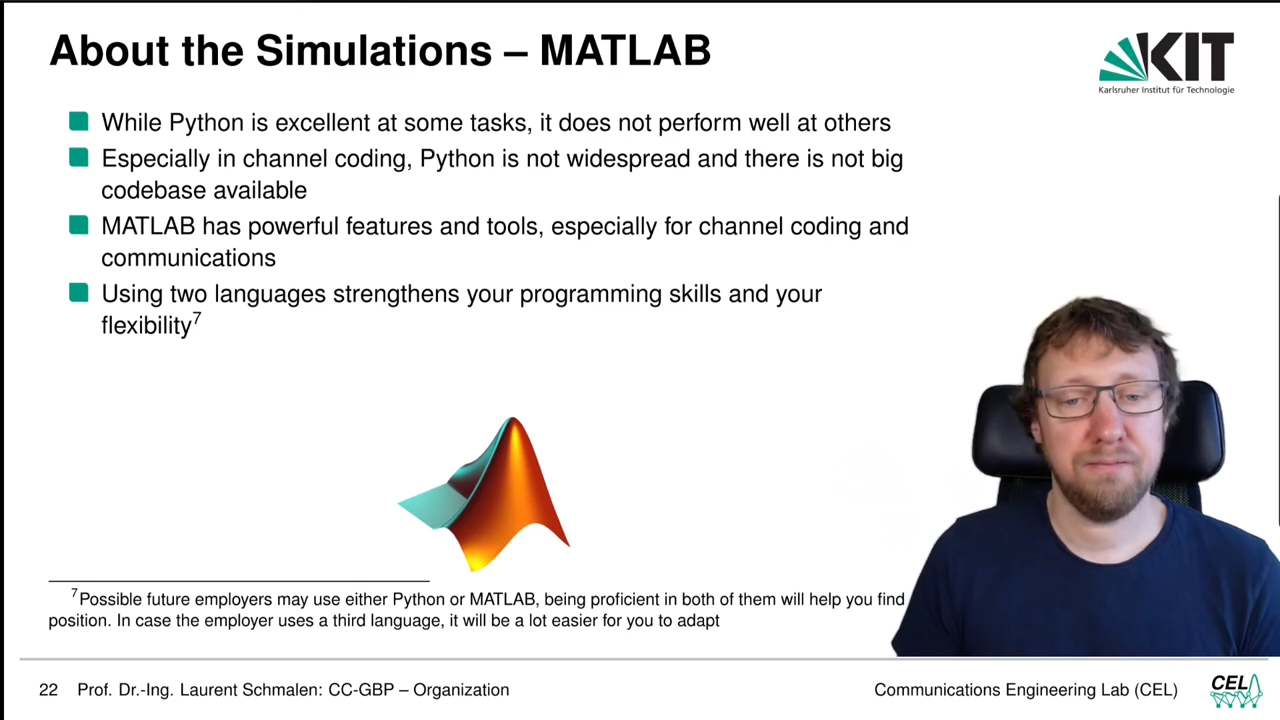 About the Simulations – MATLAB
KIT
Karlsruher Institut für Technologie
While Python is excellent at some tasks, it does not perform well at others
Especially in channel coding, Python is not widespread and there is not big
codebase available
MATLAB has powerful features and tools, especially for channel coding and
communications
Using two languages strengthens your programming skills and your
flexibility7
7Possible future employers may use either Python or MATLAB, being proficient in both of them will help you find
position. In case the employer uses a third language, it will be a lot easier for you to adapt
22 Prof. Dr.-Ing. Laurent Schmalen: CC-GBP – Organization
Communications Engineering Lab (CEL)
CEL